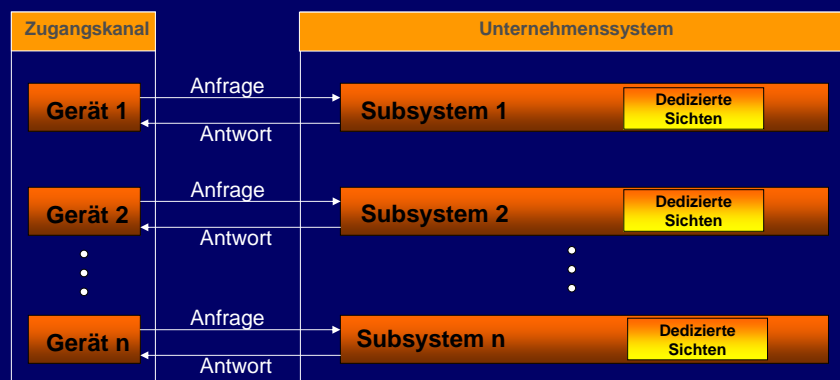 Zugangskanal
Unternehmenssystem
Gerät 1
Anfrage
Antwort
Subsystem 1
Dedizierte
Sichten
Gerät 2
Anfrage
Antwort
Subsystem 2
Dedizierte
Sichten
Gerät n
Anfrage
Antwort
Subsystem n
Dedizierte
Sichten